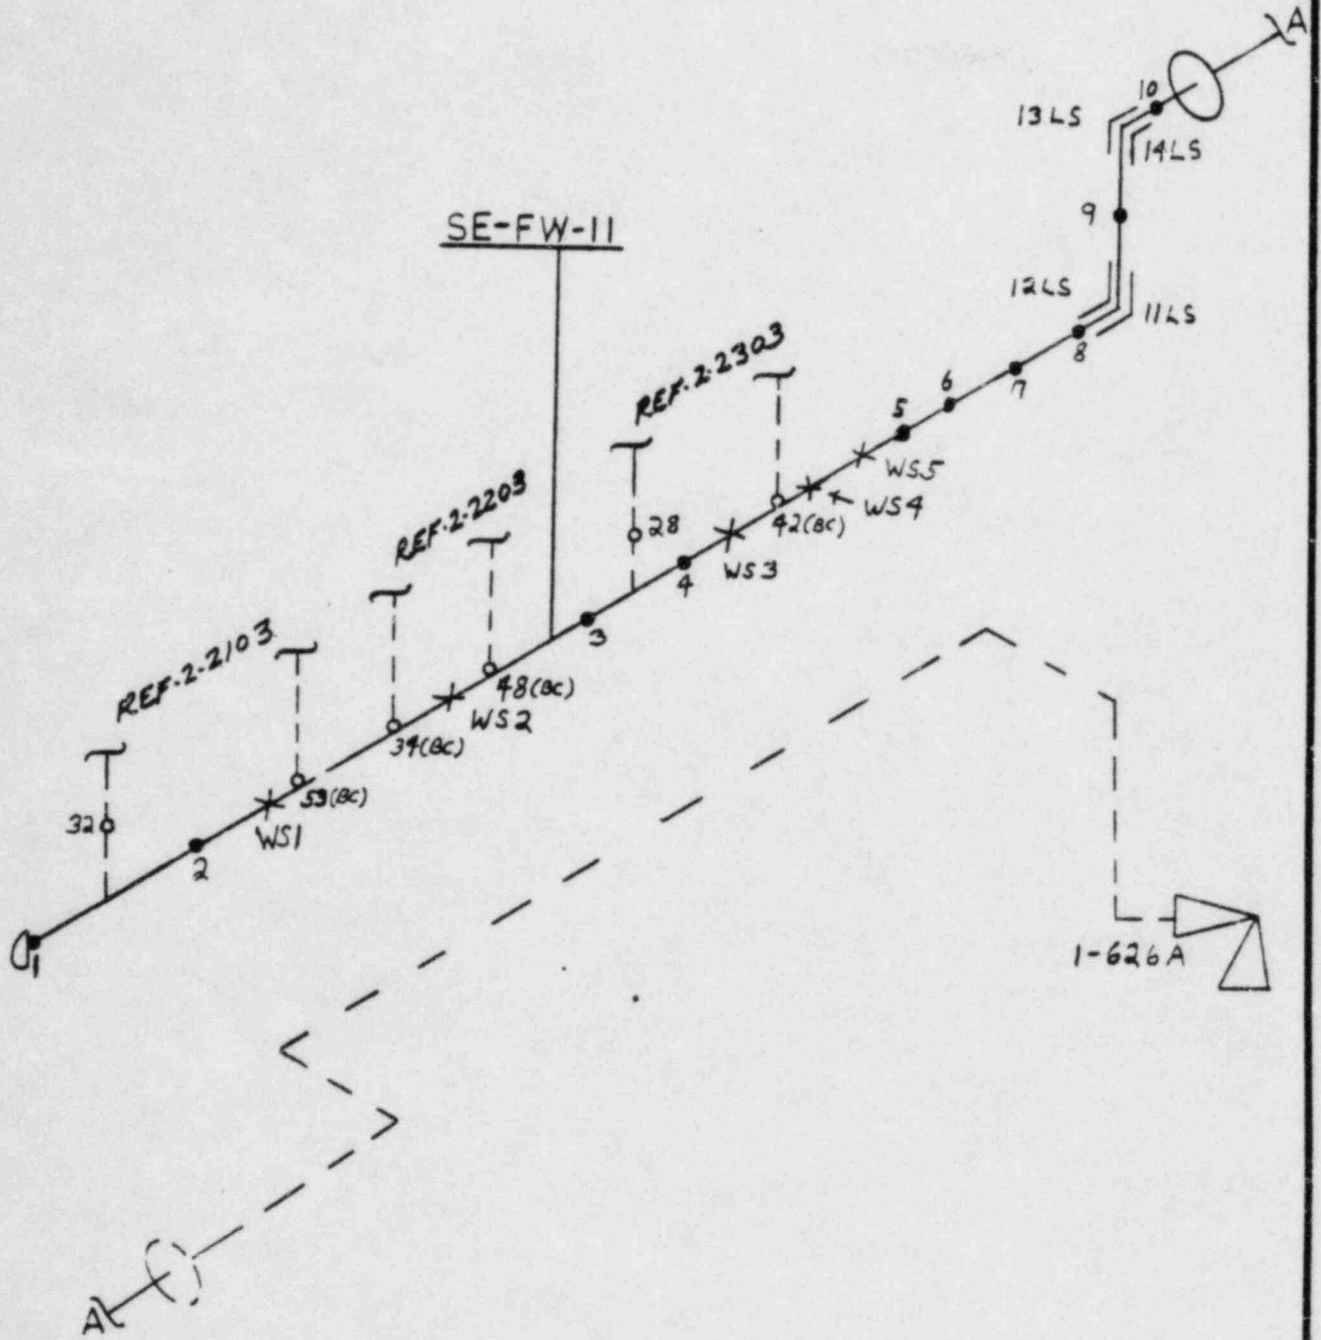 A
10
13LS
14LS
9
SE-FW-11
12LS
11LS
8
REF.2-2303
7
6
5
WS5
WS4
42(BC)
28
WS3
4
REF.2-2203
3
48(BC)
WS2
34(BC)
REF.2-2103
53(BC)
WS1
32
2
1
1-626A
A